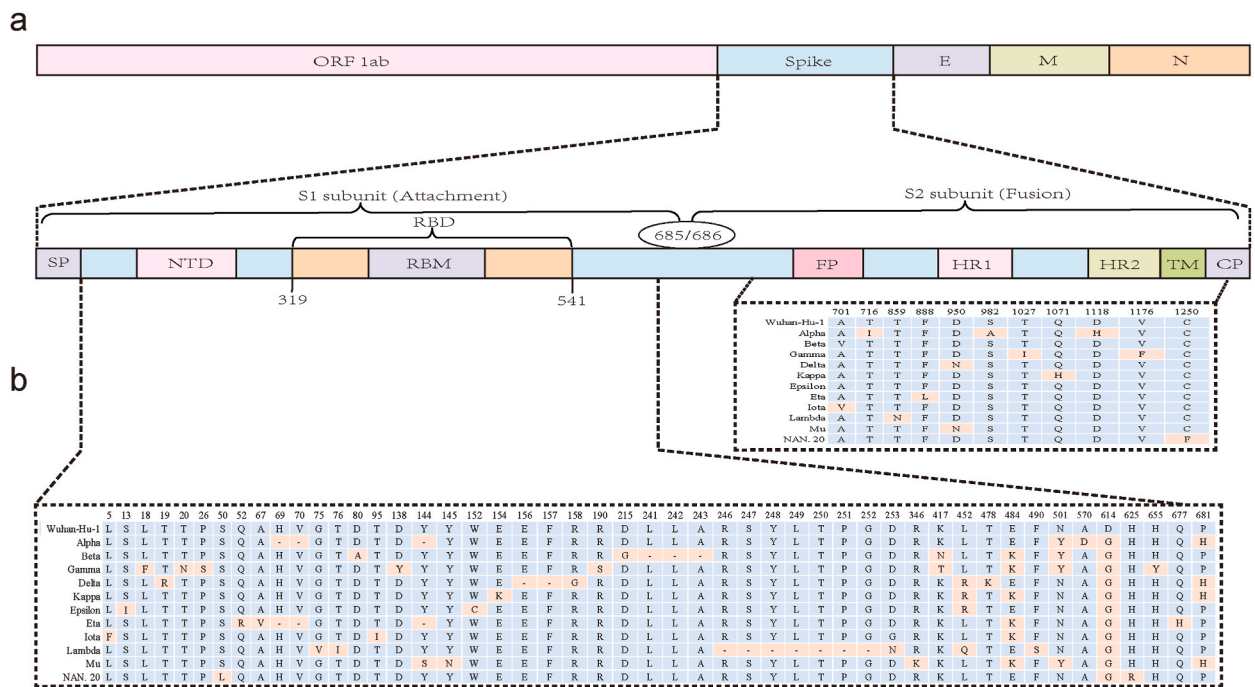 a
ORF 1ab Spike E M N
S1 subunit (Attachment) S2 subunit (Fusion)
RBD
685/686
SP NTD RBM FP HR1 HR2 TM CP
319 541
701 716 859 888 950 982 1027 1071 1118 1176 1250
Wuhan-Hu-1 A T T F D S T Q D V C
Alpha A I T F D A T Q H V C
Beta V T T F D S T Q D V C
Gamma A T T F D S I Q D F C
Delta A T T F N S T Q D V C
Kappa A T T F D S T H D V C
Epsilon A T T F D S T Q D V C
Eta A T T L D S T Q D V C
Iota V T T F D S T Q D V C
Lambda A T N F D S T Q D V C
Mu A T T F N S T Q D V C
NAN. 20 A T T F D S T Q D V F
b
5 13 18 19 20 26 50 52 67 69 70 75 76 80 95 138 144 145 152 154 156 157 158 190 215 241 242 243 246 247 248 249 250 251 252 253 346 417 452 478 484 490 501 570 614 625 655 677 681
Wuhan-Hu-1 L S L T T P S Q A H V G T D T D Y Y W E E F R R D L L A R S Y L T P G D R K L T E F N A D H H Q P
Alpha L S L T T P S Q A - - G T D T D - Y W E E F R R D L L A R S Y L T P G D R K L T E F Y D G H H Q H
Beta L S L T T P S Q A H V G T A T D Y Y W E E F R R G - - - R S Y L T P G D R N L T K F Y A G H H Q P
Gamma L S F T N S S Q A H V G T D T Y Y Y W E E F R S D L L A R S Y L T P G D R T L T K F Y A G H Y Q P
Delta L S L R T P S Q A H V G T D T D Y Y W E - - G R D L L A R S Y L T P G D R K R K E F N A G H H Q H
Kappa L S L T T P S Q A H V G T D T D Y Y W K E F R R D L L A R S Y L T P G D R K R T K F N A G H H Q H
Epsilon L I L T T P S Q A H V G T D T D Y Y C E E F R R D L L A R S Y L T P G D R K R T E F N A G H H Q P
Eta L S L T T P S R V - - G T D T D - Y W E E F R R D L L A R S Y L T P G D R K L T K F N A G H H H P
Iota F S L T T P S Q A H V G T D I D Y Y W E E F R R D L L A R S Y L T P G G R K L T K F N A G H H Q P
Lambda L S L T T P S Q A H V V I D T D Y Y W E E F R R D L L A - - - - - - - N R K Q T E S N A G H H Q P
Mu L S L T T P S Q A H V G T D T D S N W E E F R R D L L A R S Y L T P G D K K L T K F Y A G H H Q H
NAN. 20 L S L T T P L Q A H V G T D T D Y Y W E E F R R D L L A R S Y L T P G D R K L T E F N A G R H Q P